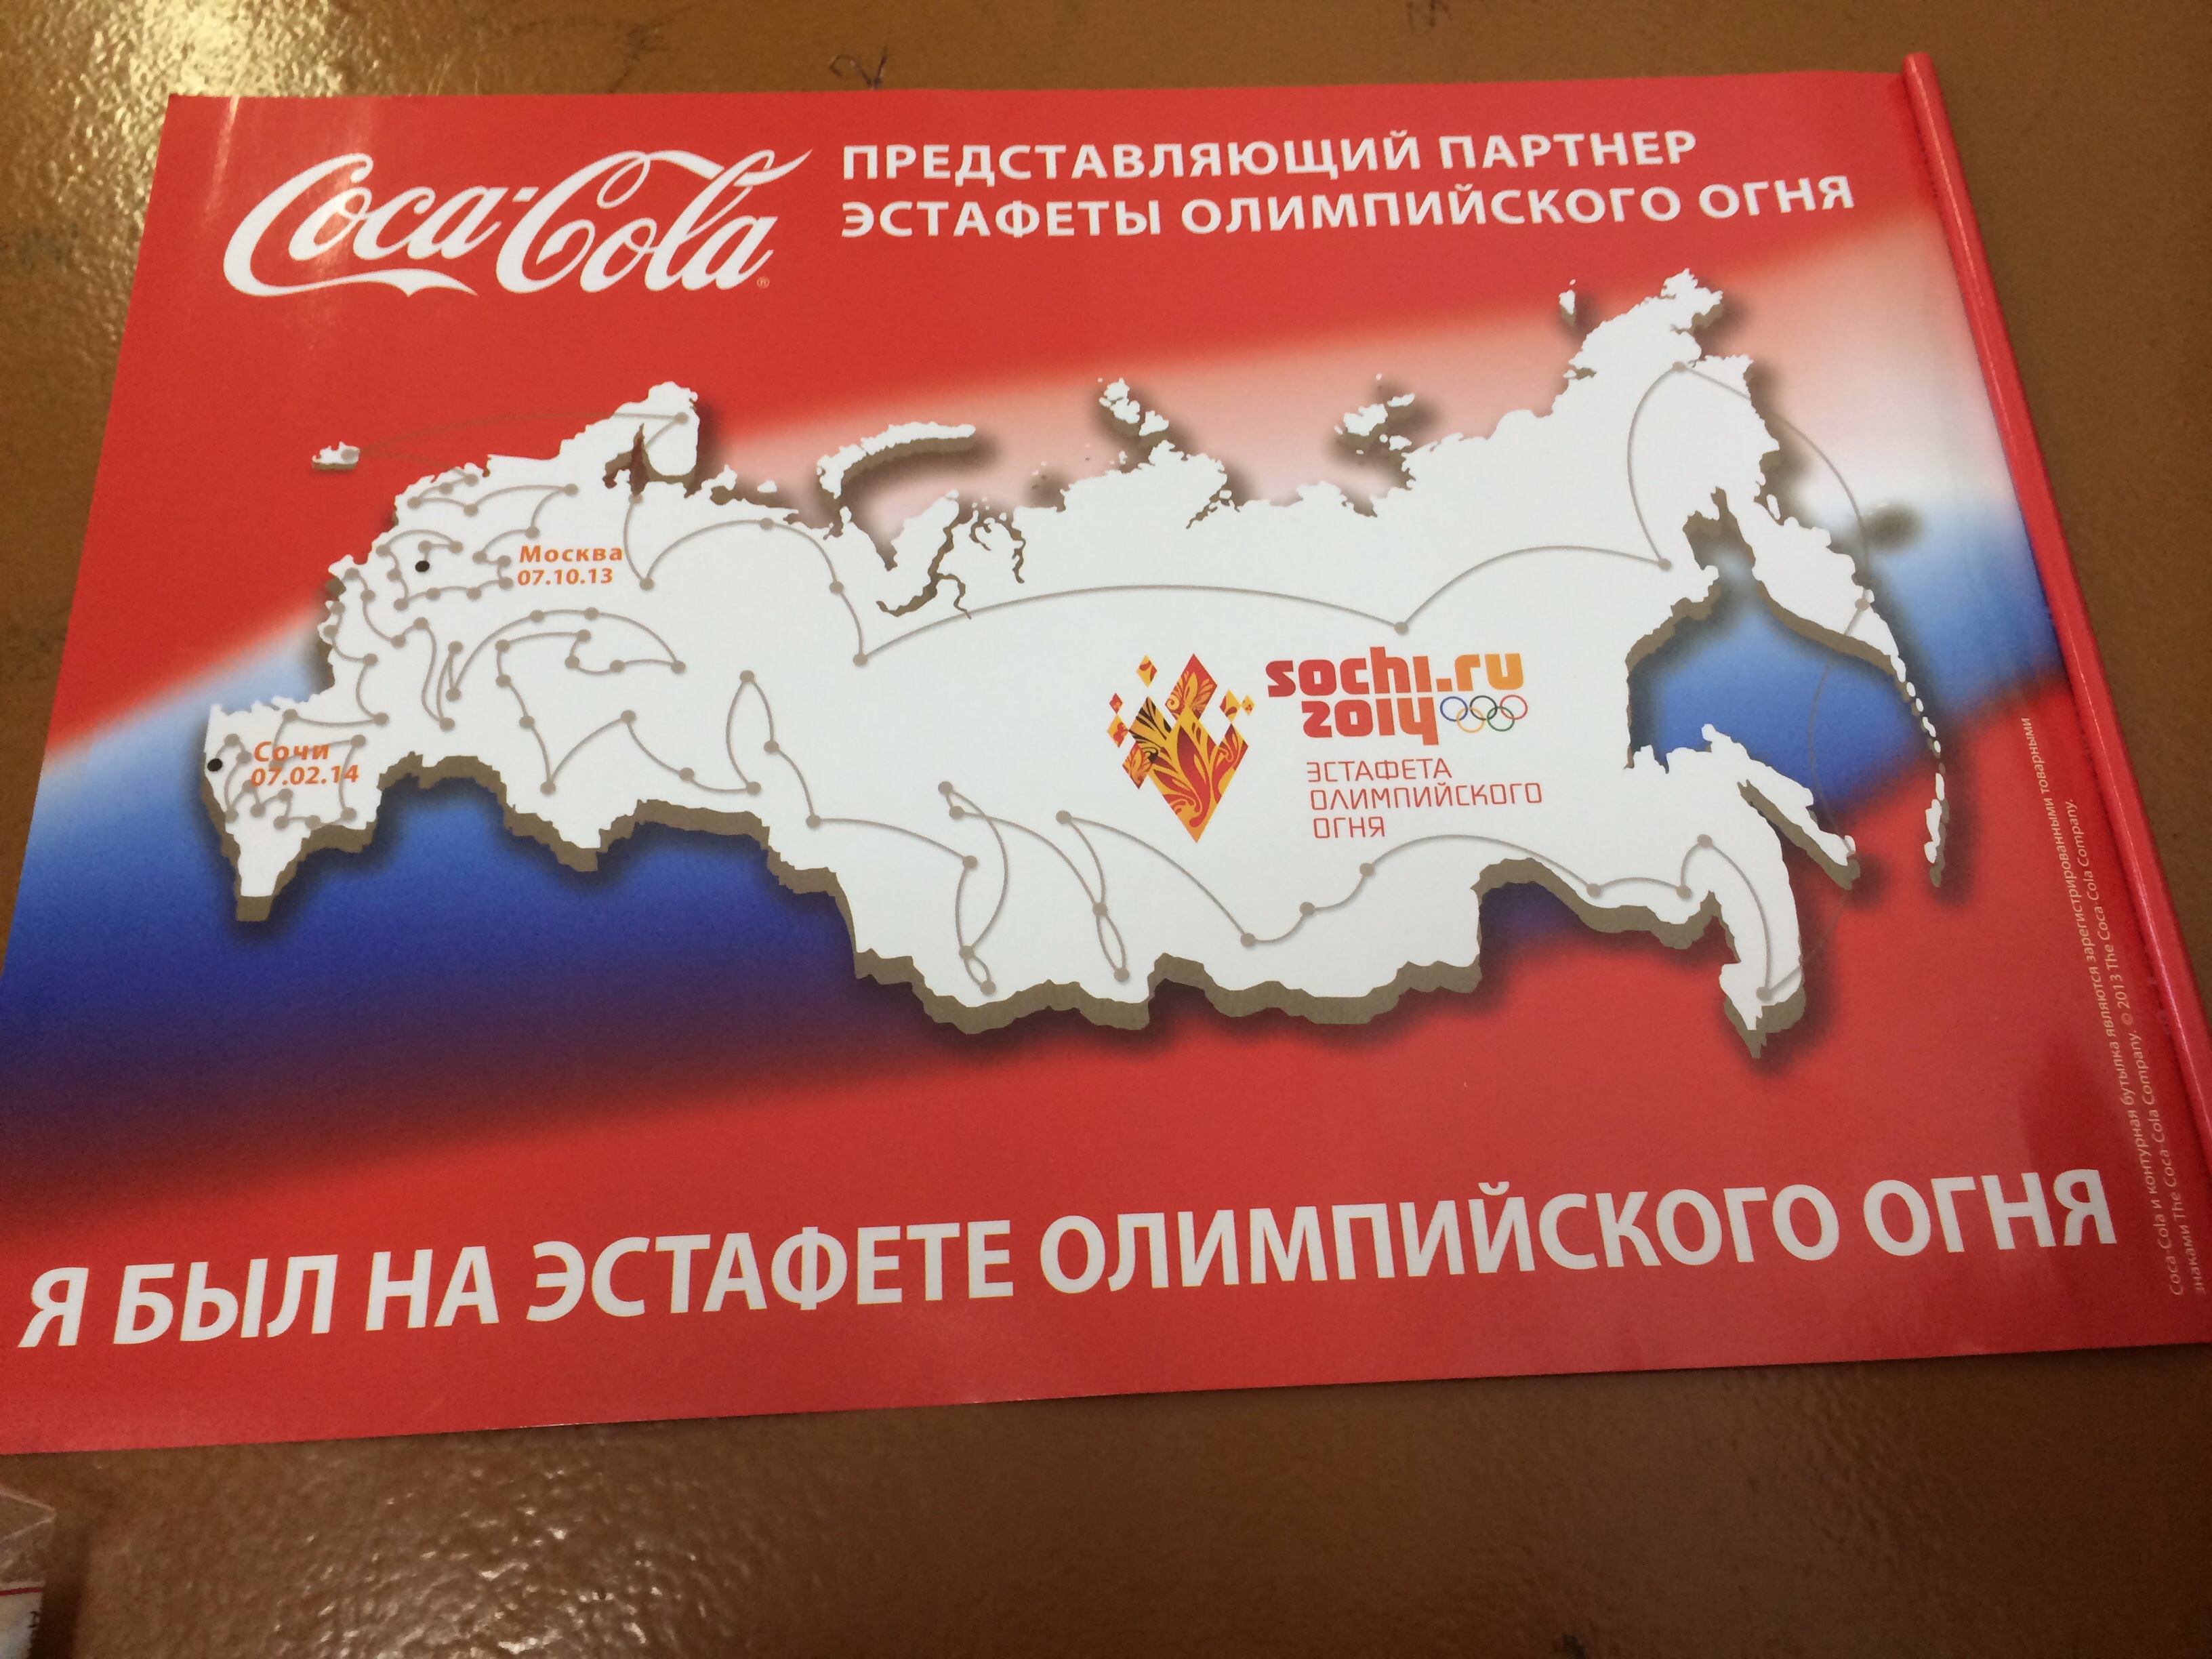 Coca-Cola®
ПРЕДСТАВЛЯЮЩИЙ ПАРТНЕР
ЭСТАФЕТЫ ОЛИМПИЙСКОГО ОГНЯ
Москва
07.10.13
Сочи
07.02.14
sochi.ru
2014
ЭСТАФЕТА
ОЛИМПИЙСКОГО
ОГНЯ
Я БЫЛ НА ЭСТАФЕТЕ ОЛИМПИЙСКОГО ОГНЯ
Coca-Cola и контурная бутылка являются зарегистрированными товарными
знаками The Coca-Cola Company. © 2013 The Coca-Cola Company.